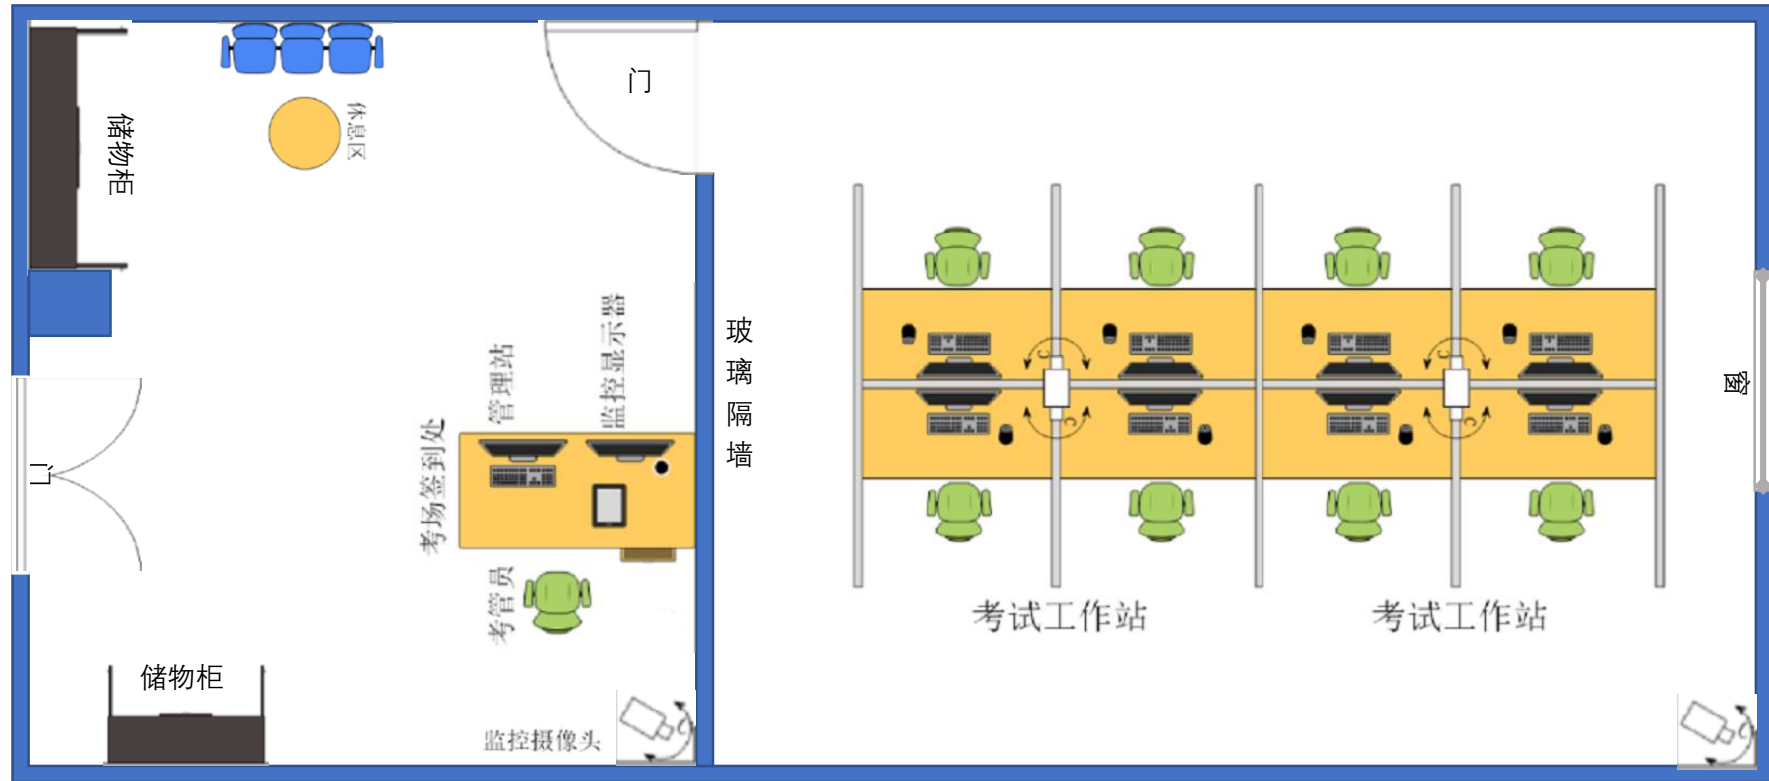 门
储物柜
休息区
玻璃隔墙
监控显示器
管理站
考场签到处
窗
门
考管员
考试工作站
考试工作站
储物柜
监控摄像头